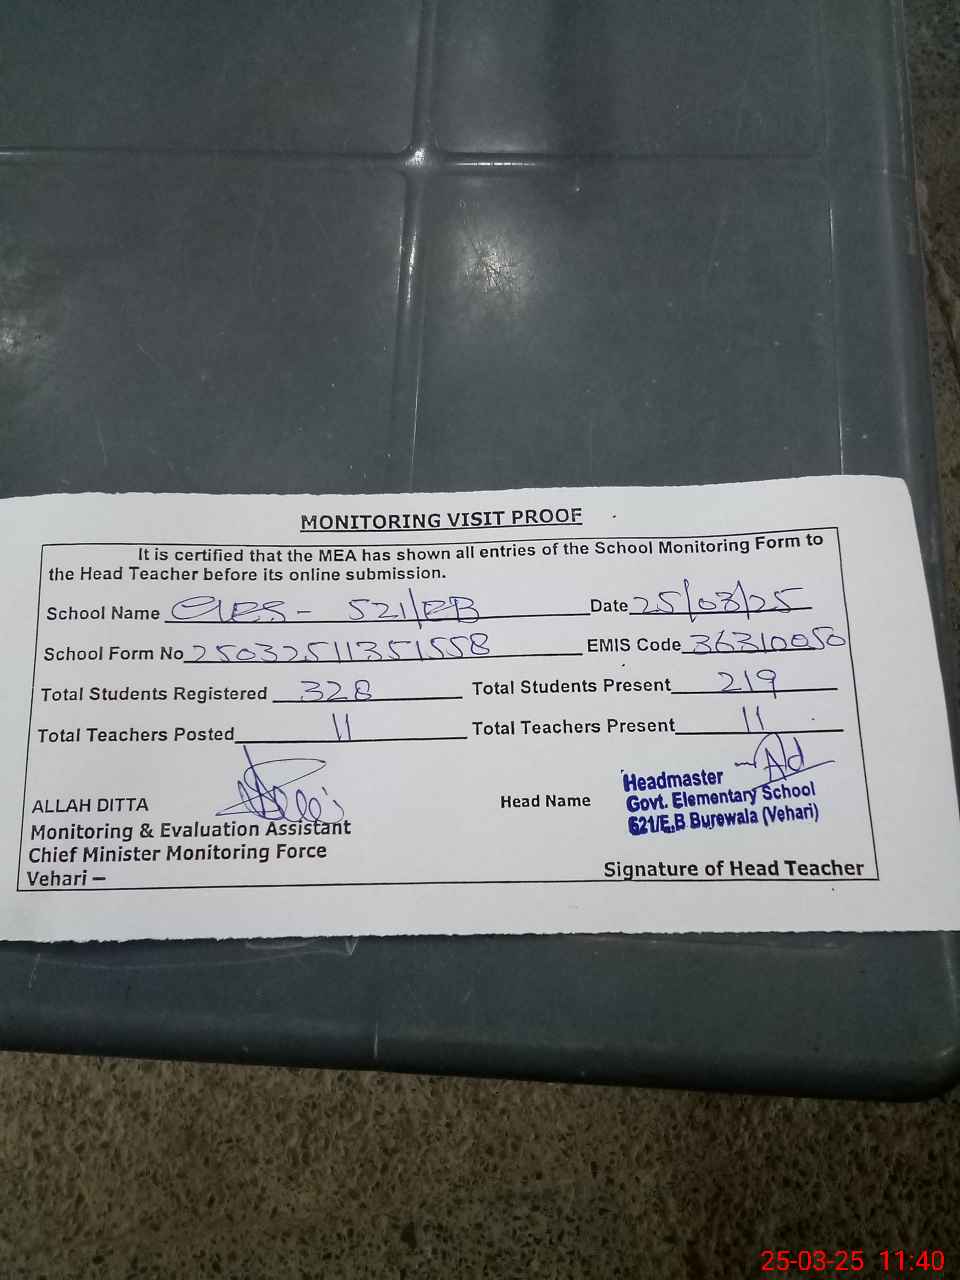 MONITORING VISIT PROOF
It is certified that the MEA has shown all entries of the School Monitoring Form to
the Head Teacher before its online submission.
School Name GES - 521/EB Date 25/03/25
School Form No 250325113515 58 EMIS Code 36310050
Total Students Registered 328 Total Students Present 219
Total Teachers Posted 11 Total Teachers Present 11
ALLAH DITTA Head Name Headmaster
Monitoring & Evaluation Assistant Govt. Elementary School
Chief Minister Monitoring Force 621/E.B Burewala (Vehari)
Vehari – Signature of Head Teacher
25-03-25 11:40